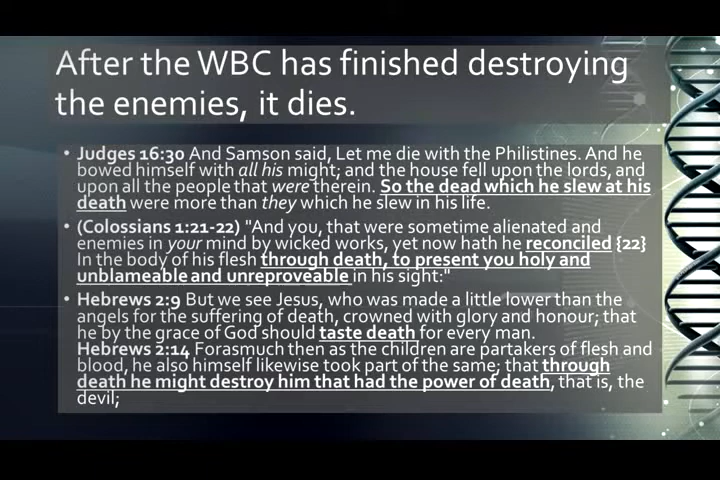 After the WBC has finished destroying
the enemies, it dies.
• Judges 16:30 And Samson said, Let me die with the Philistines. And he
bowed himself with all his might; and the house fell upon the lords, and
upon all the people that were therein. So the dead which he slew at his
death were more than they which he slew in his life.
• (Colossians 1:21-22) "And you, that were sometime alienated and
enemies in your mind by wicked works, yet now hath he reconciled {22}
In the body of his flesh through death, to present you holy and
unblameable and unreproveable in his sight:"
• Hebrews 2:9 But we see Jesus, who was made a little lower than the
angels for the suffering of death, crowned with glory and honour; that
he by the grace of God should taste death for every man.
Hebrews 2:14 Forasmuch then as the children are partakers of flesh and
blood, he also himself likewise took part of the same; that through
death he might destroy him that had the power of death, that is, the
devil;